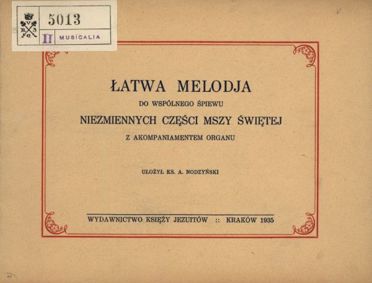 5013
II MUSICALIA
ŁATWA MELODJA
DO WSPÓLNEGO ŚPIEWU
NIEZMIENNYCH CZĘŚCI MSZY ŚWIĘTEJ
Z AKOMPANIAMENTEM ORGANU
UŁOŻYŁ KS. A. NODZYŃSKI
WYDAWNICTWO KSIĘŻY JEZUITÓW :: KRAKÓW 1935